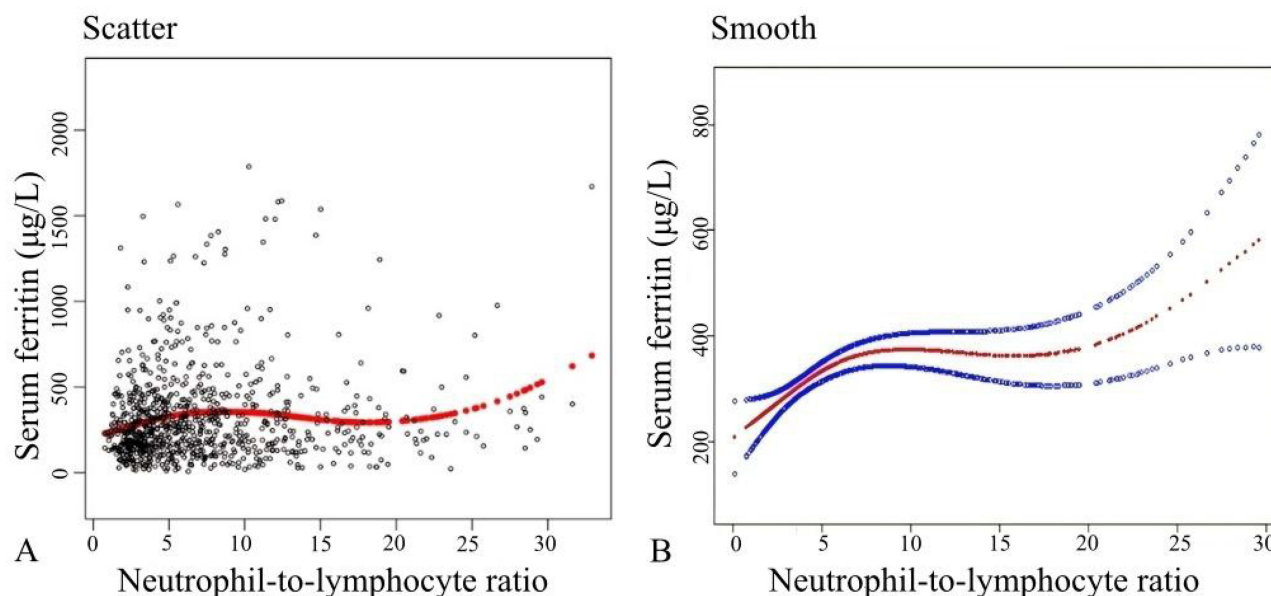 Scatter
Serum ferritin (μg/L)
2000
1500
1000
500
0
0 5 10 15 20 25 30
Neutrophil-to-lymphocyte ratio
A
Smooth
Serum ferritin (μg/L)
800
600
400
200
0 5 10 15 20 25 30
Neutrophil-to-lymphocyte ratio
B